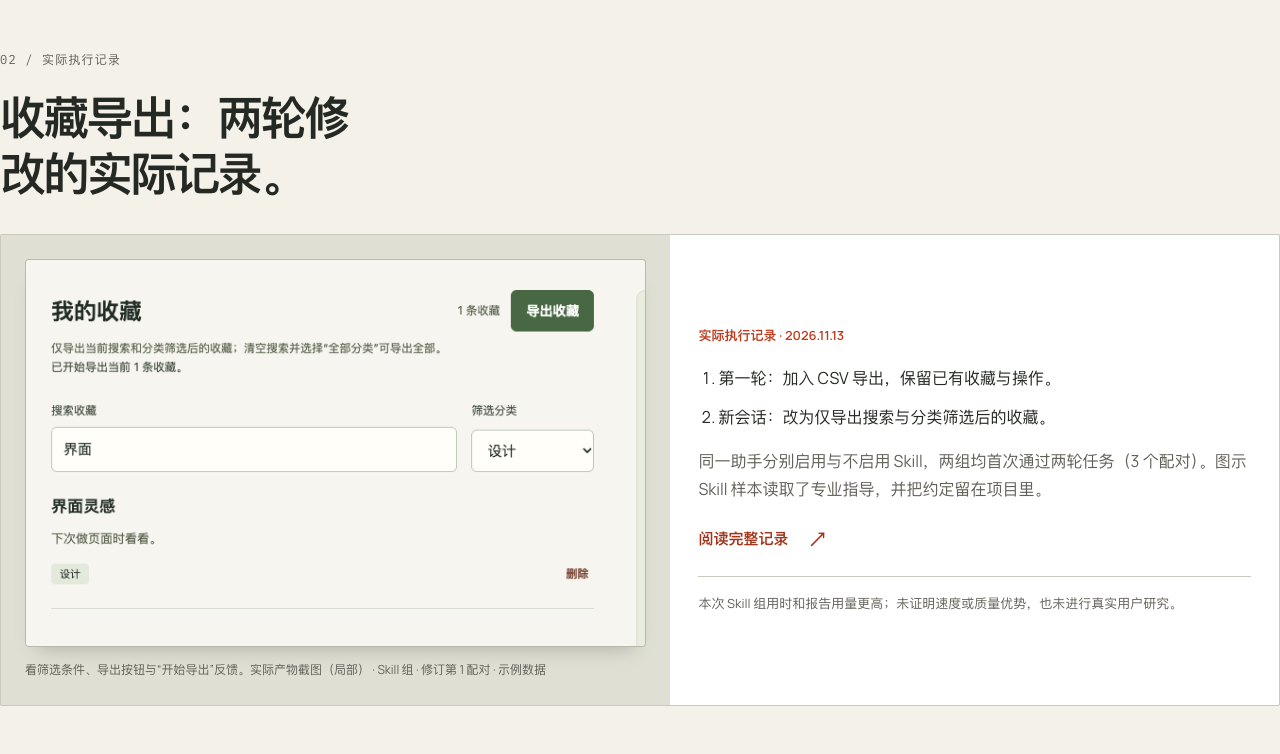 02 / 实际执行记录
收藏导出：两轮修
改的实际记录。
我的收藏
1 条收藏
导出收藏
仅导出当前搜索和分类筛选后的收藏；清空搜索并选择“全部分类”可导出全部。
已开始导出当前 1 条收藏。
搜索收藏
筛选分类
界面
设计
界面灵感
下次做页面时看看。
设计
删除
看筛选条件、导出按钮与“开始导出”反馈。实际产物截图（局部） · Skill 组 · 修订第 1 配对 · 示例数据
实际执行记录 · 2026.11.13
1. 第一轮：加入 CSV 导出，保留已有收藏与操作。
2. 新会话：改为仅导出搜索与分类筛选后的收藏。
同一助手分别启用与不启用 Skill，两组均首次通过两轮任务（3 个配对）。图示
Skill 样本读取了专业指导，并把约定留在项目里。
阅读完整记录 ↗
本次 Skill 组用时和报告用量更高；未证明速度或质量优势，也未进行真实用户研究。